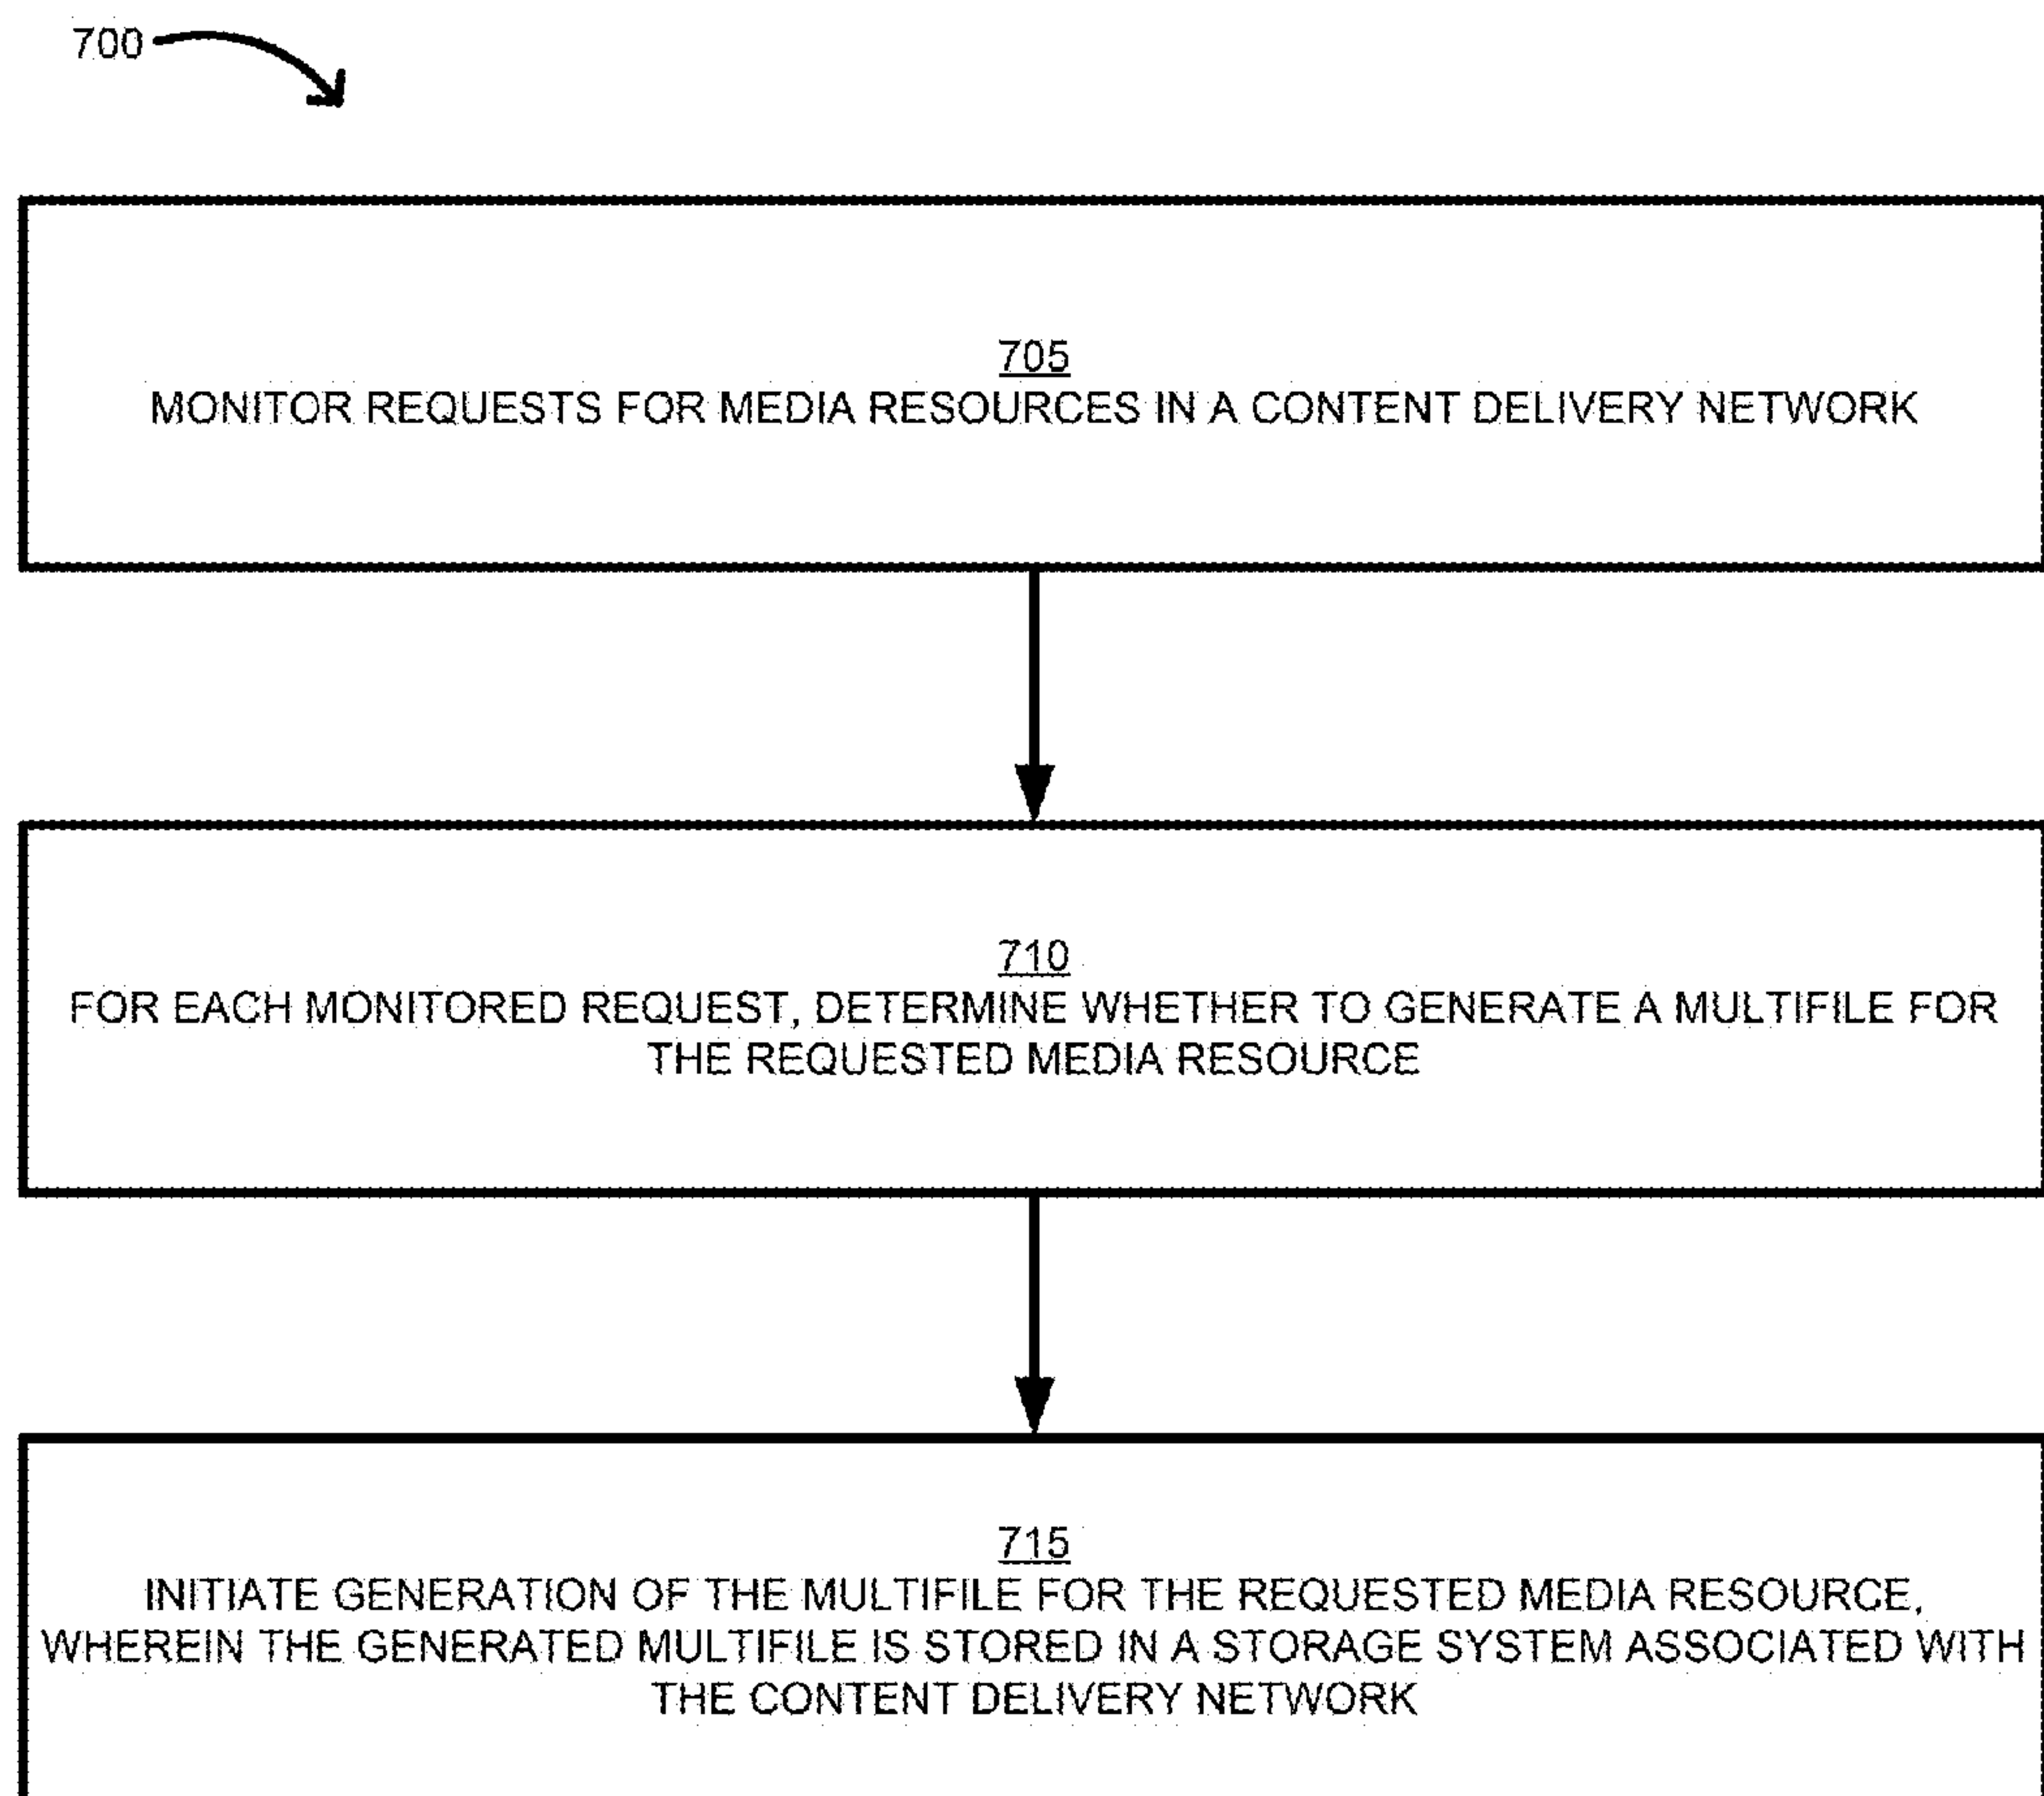 700
705
MONITOR REQUESTS FOR MEDIA RESOURCES IN A CONTENT DELIVERY NETWORK
710
FOR EACH MONITORED REQUEST, DETERMINE WHETHER TO GENERATE A MULTIFILE FOR
THE REQUESTED MEDIA RESOURCE
715
INITIATE GENERATION OF THE MULTIFILE FOR THE REQUESTED MEDIA RESOURCE,
WHEREIN THE GENERATED MULTIFILE IS STORED IN A STORAGE SYSTEM ASSOCIATED WITH
THE CONTENT DELIVERY NETWORK